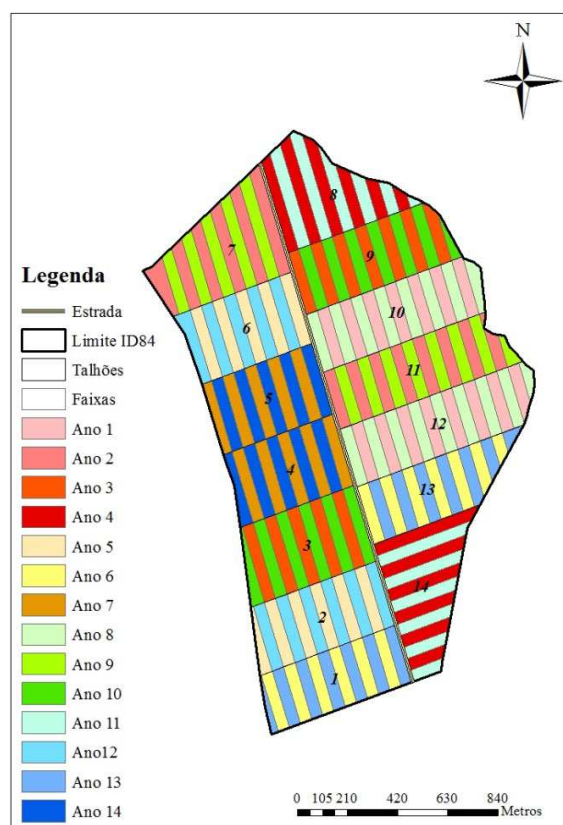 N
8
7
9
10
6
11
5
12
4
13
3
14
2
1
Legenda
Estrada
Limite ID84
Talhões
Faixas
Ano 1
Ano 2
Ano 3
Ano 4
Ano 5
Ano 6
Ano 7
Ano 8
Ano 9
Ano 10
Ano 11
Ano12
Ano 13
Ano 14
0 105 210 420 630 840
Metros